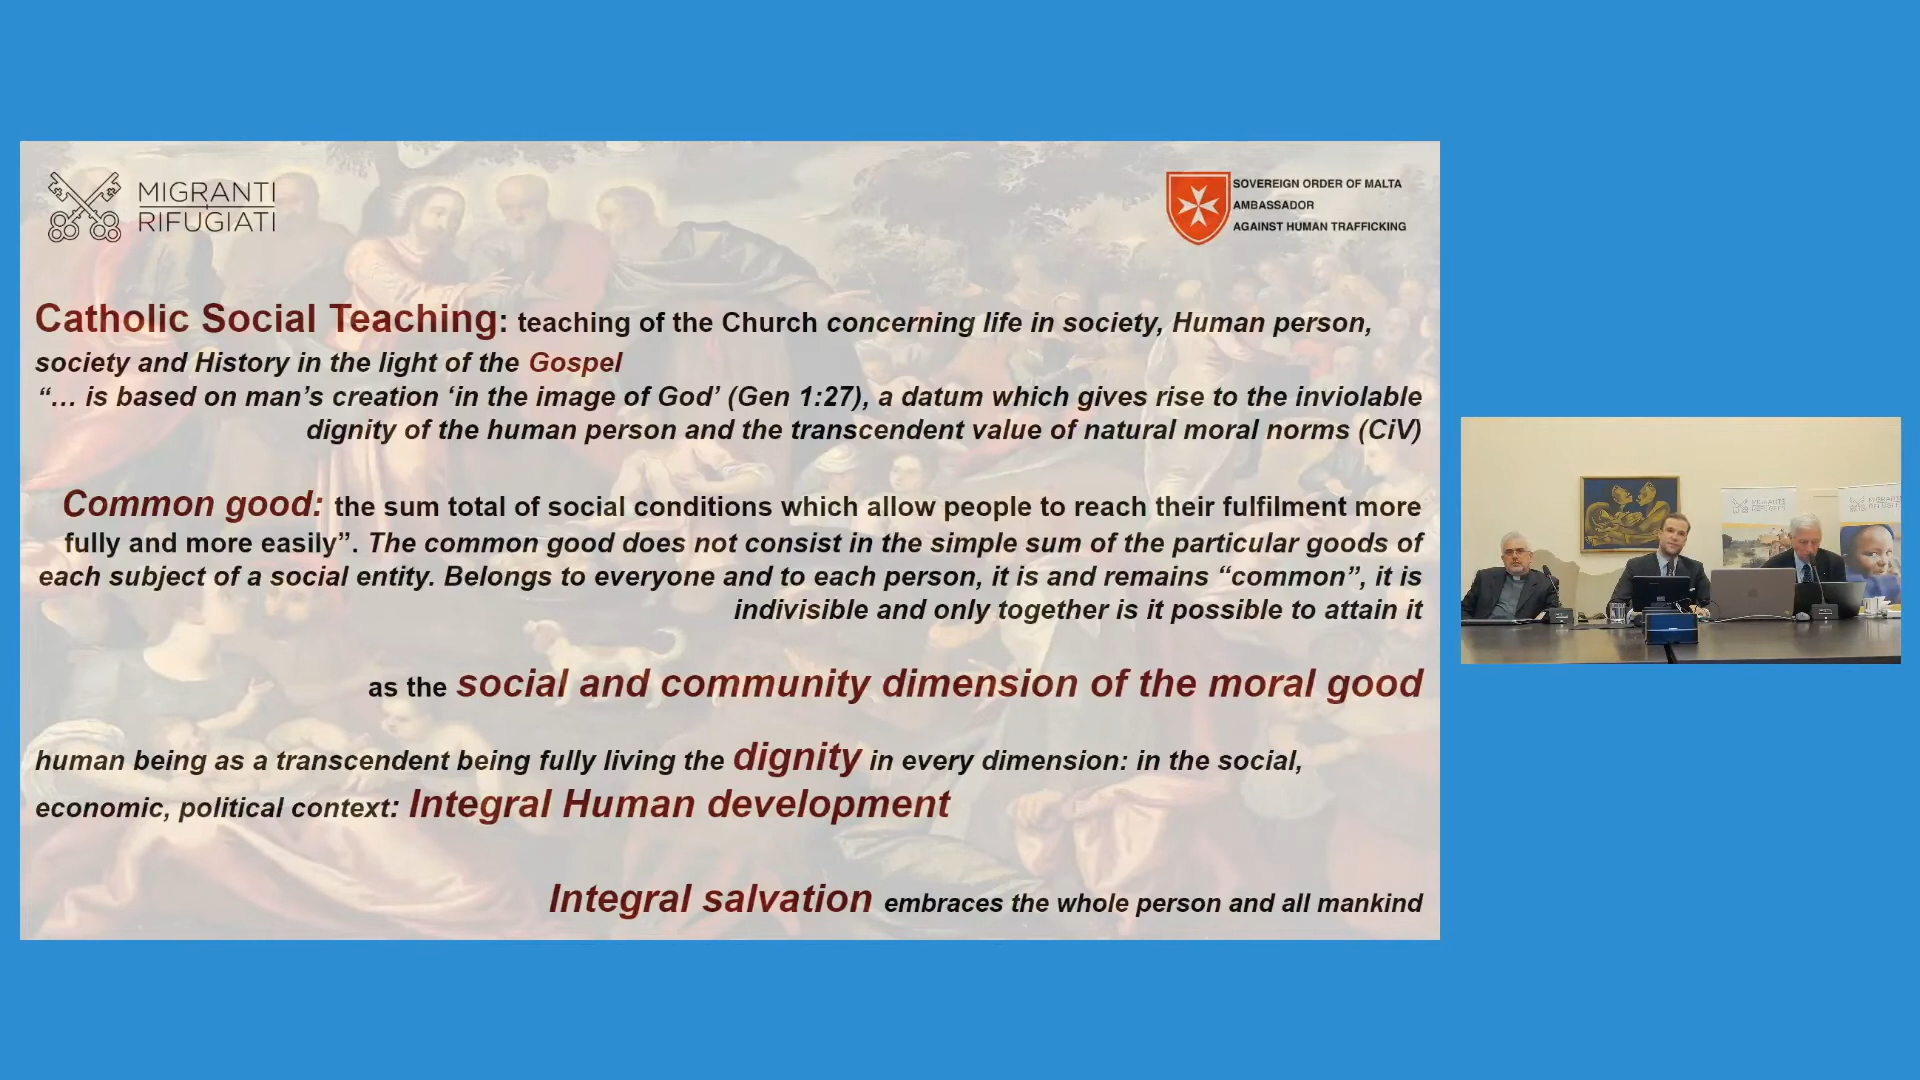 MIGRANTI
RIFUGIATI
SOVEREIGN ORDER OF MALTA
AMBASSADOR
AGAINST HUMAN TRAFFICKING
Catholic Social Teaching: teaching of the Church concerning life in society, Human person,
society and History in the light of the Gospel
“… is based on man’s creation ‘in the image of God’ (Gen 1:27), a datum which gives rise to the inviolable
dignity of the human person and the transcendent value of natural moral norms (CiV)
Common good: the sum total of social conditions which allow people to reach their fulfilment more
fully and more easily”. The common good does not consist in the simple sum of the particular goods of
each subject of a social entity. Belongs to everyone and to each person, it is and remains “common”, it is
indivisible and only together is it possible to attain it
as the social and community dimension of the moral good
human being as a transcendent being fully living the dignity in every dimension: in the social,
economic, political context: Integral Human development
Integral salvation embraces the whole person and all mankind